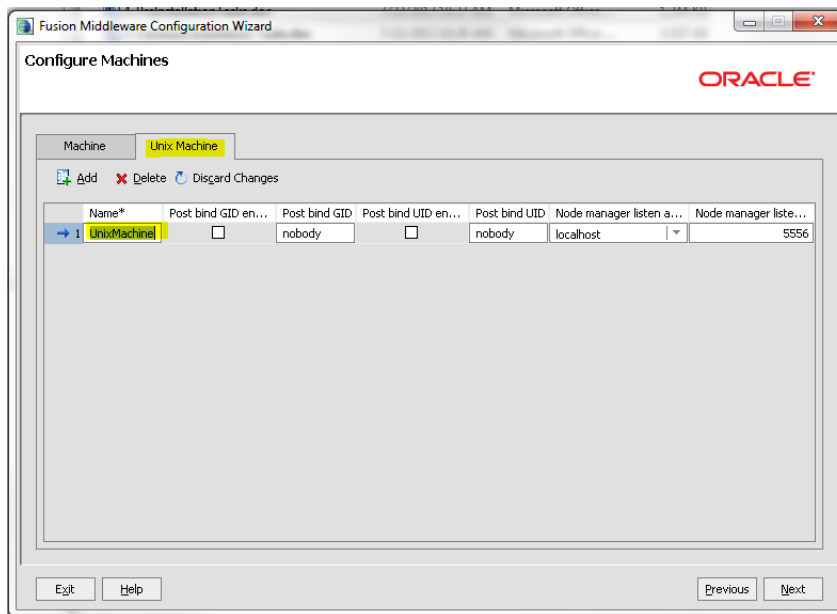 Fusion Middleware Configuration Wizard
Configure Machines
ORACLE
Machine Unix Machine
Add Delete Discard Changes
Name* Post bind GID en... Post bind GID Post bind UID en... Post bind UID Node manager listen a... Node manager liste...
1 UnixMachine nobody nobody localhost 5556
Exit Help Previous Next